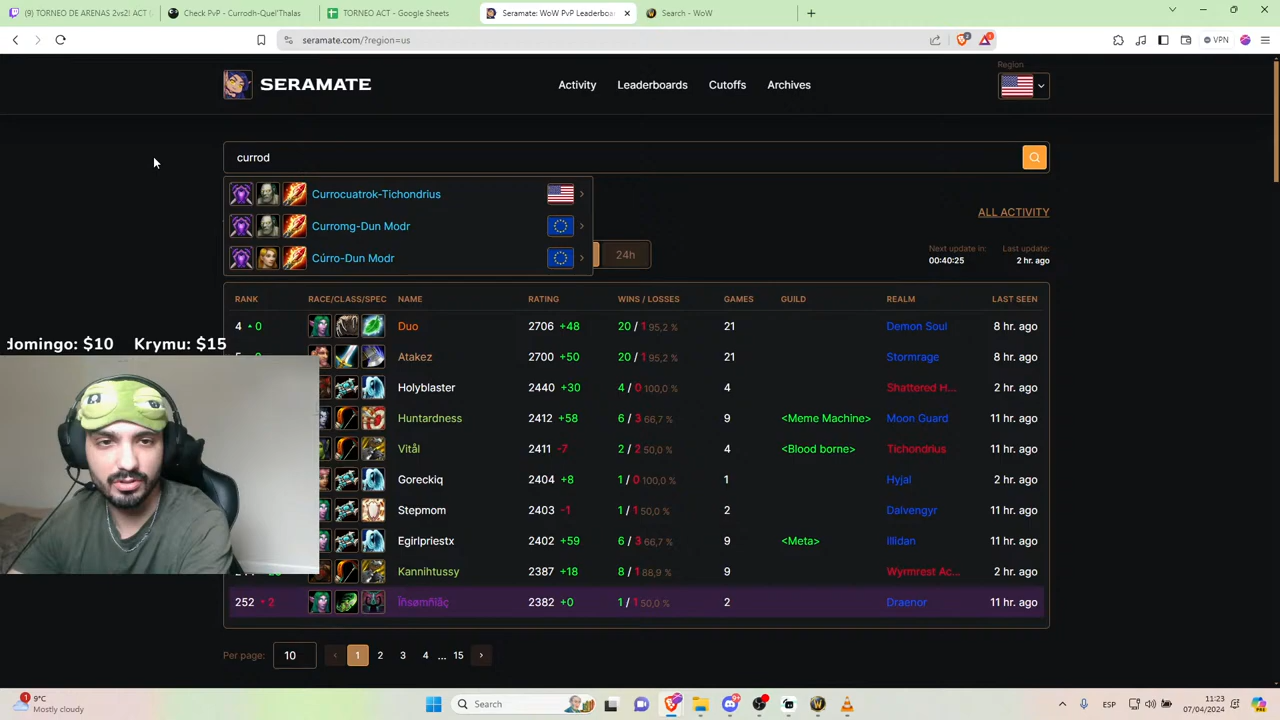 (9) TORNEO DE ARENAS 2vs2! ACT (
Check PvP - Currodh-Quel'Thalas
TORNEO ACT - Google Sheets
Seramate: WoW PvP Leaderboa
Search - WoW
seramate.com/?region=us
VPN
SERAMATE
Activity
Leaderboards
Cutoffs
Archives
Region
currod
Currocuatrok-Tichondrius
Curromg-Dun Modr
Cúrro-Dun Modr
ALL ACTIVITY
24h
Next update in: Last update:
00:40:25 2 hr. ago
RANK RACE/CLASS/SPEC NAME RATING WINS / LOSSES GAMES GUILD REALM LAST SEEN
4 0 Duo 2706 +48 20 / 1 95,2 % 21 Demon Soul 8 hr. ago
Atakez 2700 +50 20 / 1 95,2 % 21 Stormrage 8 hr. ago
domingo: $10 Krymu: $15
Holyblaster 2440 +30 4 / 0 100,0 % 4 Shattered H... 2 hr. ago
Huntardness 2412 +58 6 / 3 66,7 % 9 <Meme Machine> Moon Guard 11 hr. ago
Vitål 2411 -7 2 / 2 50,0 % 4 <Blood borne> Tichondrius 11 hr. ago
Goreckiq 2404 +8 1 / 0 100,0 % 1 Hyjal 2 hr. ago
Stepmom 2403 -1 1 / 1 50,0 % 2 Dalvengyr 11 hr. ago
Egirlpriestx 2402 +59 6 / 3 66,7 % 9 <Meta> Illidan 11 hr. ago
Kannihtussy 2387 +18 8 / 1 88,9 % 9 Wyrmrest Ac... 2 hr. ago
252 2 2382 +0 1 / 1 50,0 % 2 Draenor 11 hr. ago
Per page: 10 1 2 3 4 ... 15
9°C
Mostly cloudy
Search
ESP
11:23
07/04/2024